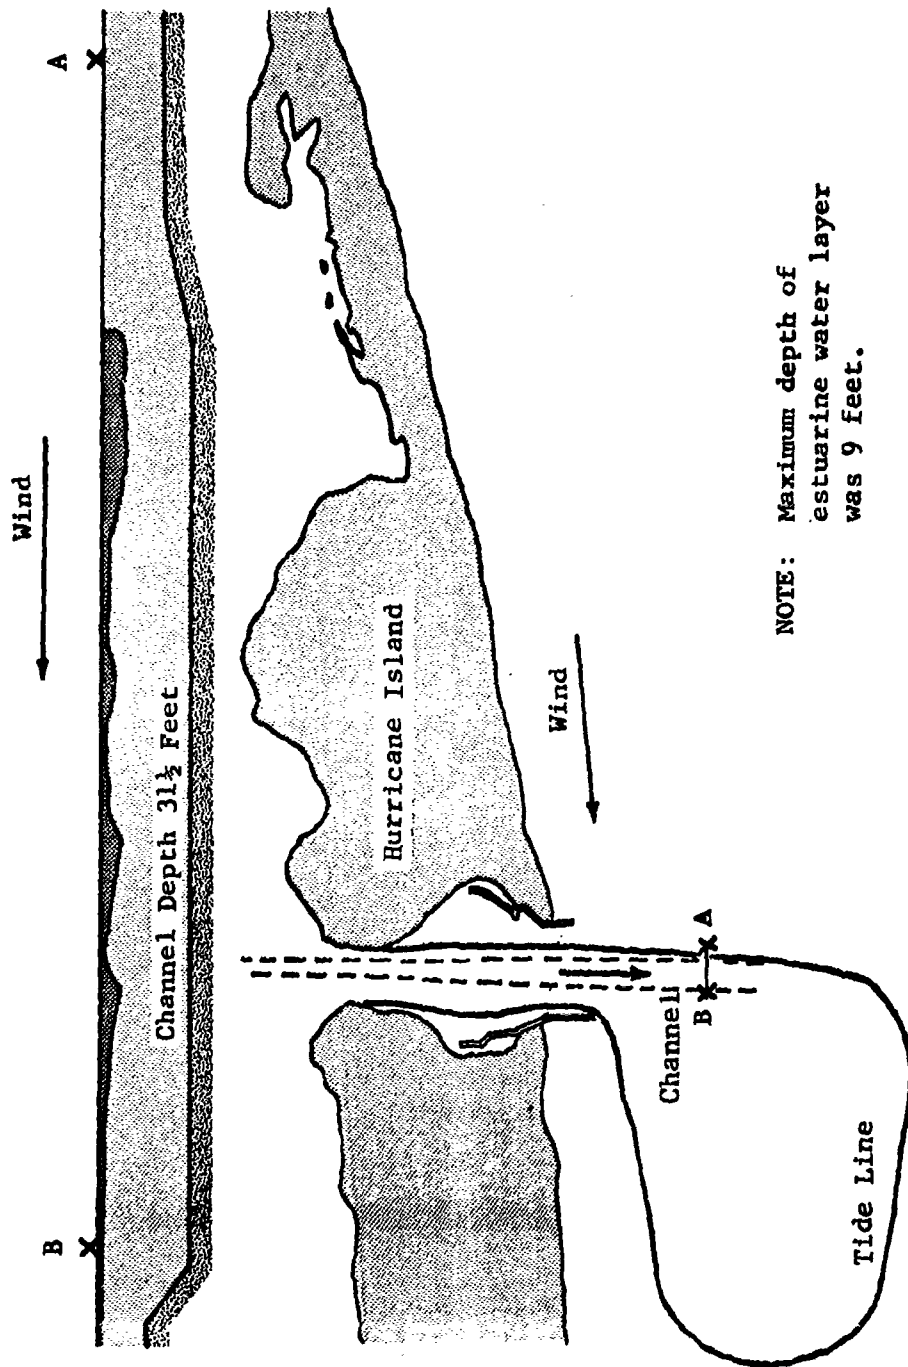 A
Wind
B
Channel Depth 31½ Feet
Hurricane Island
Wind
A
B
Channel
Tide Line
NOTE: Maximum depth of
estuarine water layer
was 9 feet.